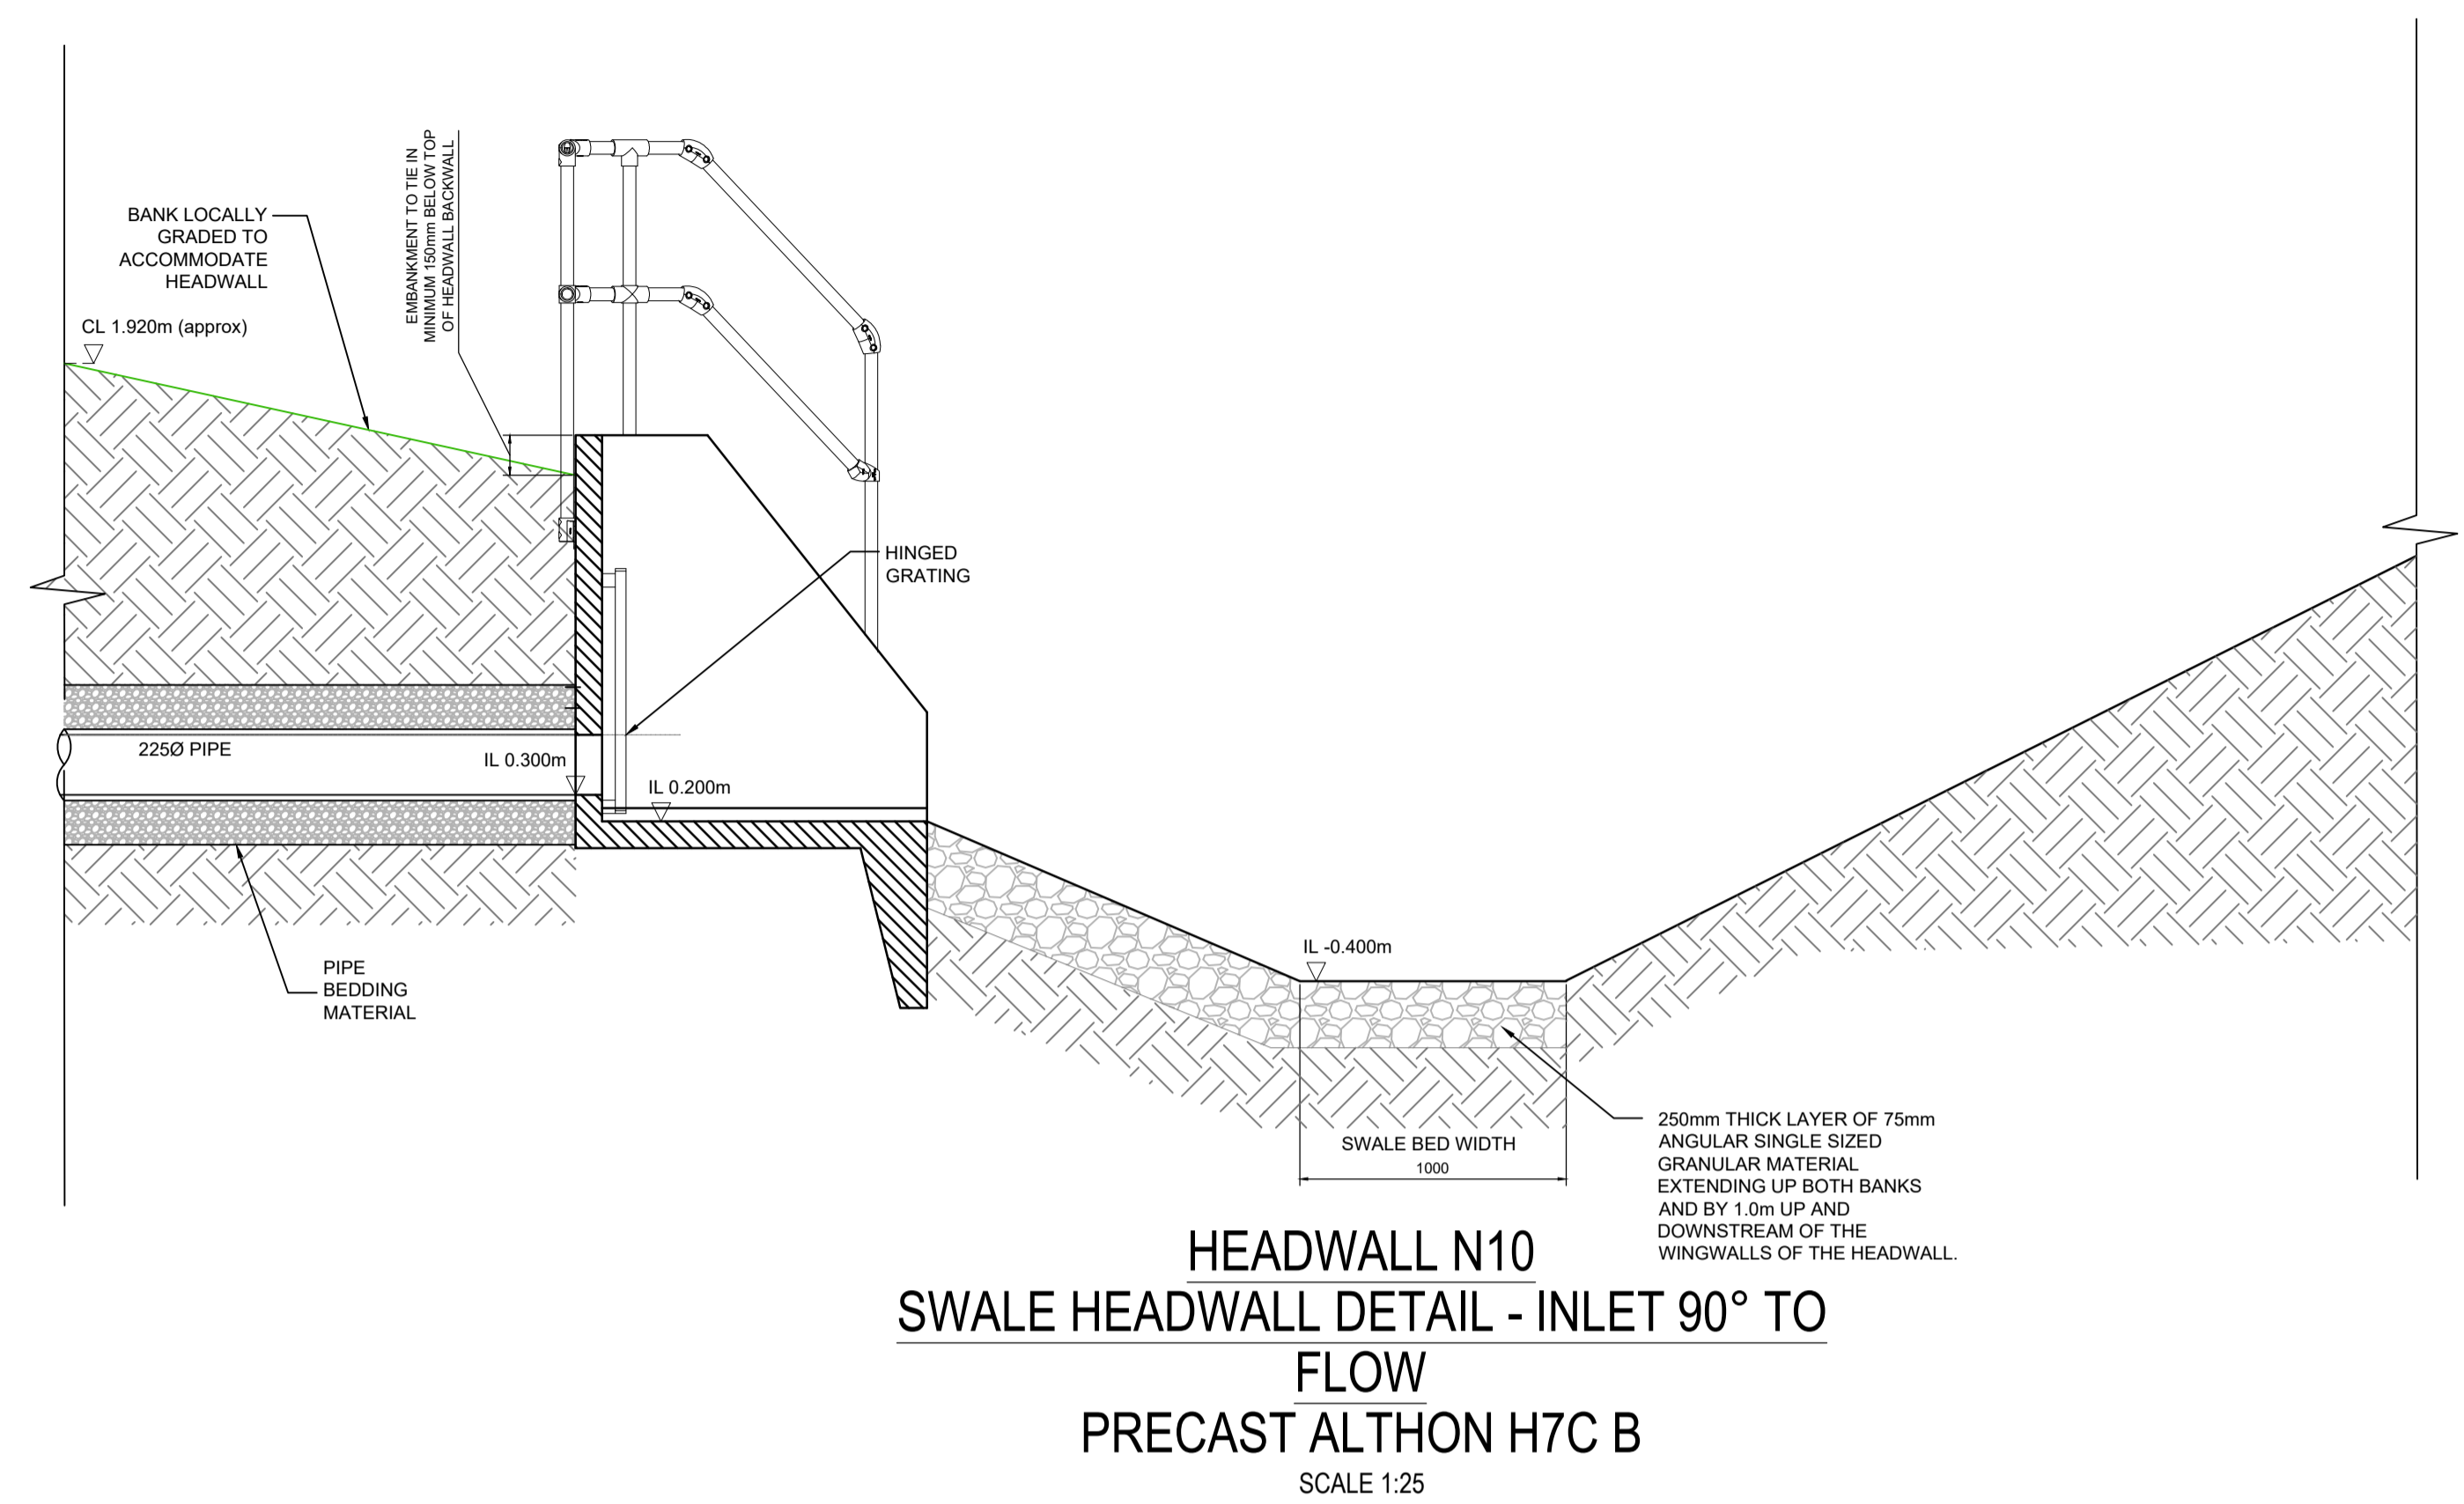 EMBANKMENT TO TIE IN
MINIMUM 150mm BELOW TOP
OF HEADWALL BACKWALL
BANK LOCALLY
GRADED TO
ACCOMMODATE
HEADWALL
CL 1.920m (approx)
HINGED
GRATING
225Ø PIPE
IL 0.300m
IL 0.200m
PIPE
BEDDING
MATERIAL
IL -0.400m
SWALE BED WIDTH
1000
250mm THICK LAYER OF 75mm
ANGULAR SINGLE SIZED
GRANULAR MATERIAL
EXTENDING UP BOTH BANKS
AND BY 1.0m UP AND
DOWNSTREAM OF THE
WINGWALLS OF THE HEADWALL.
HEADWALL N10
SWALE HEADWALL DETAIL - INLET 90° TO
FLOW
PRECAST ALTHON H7C B
SCALE 1:25